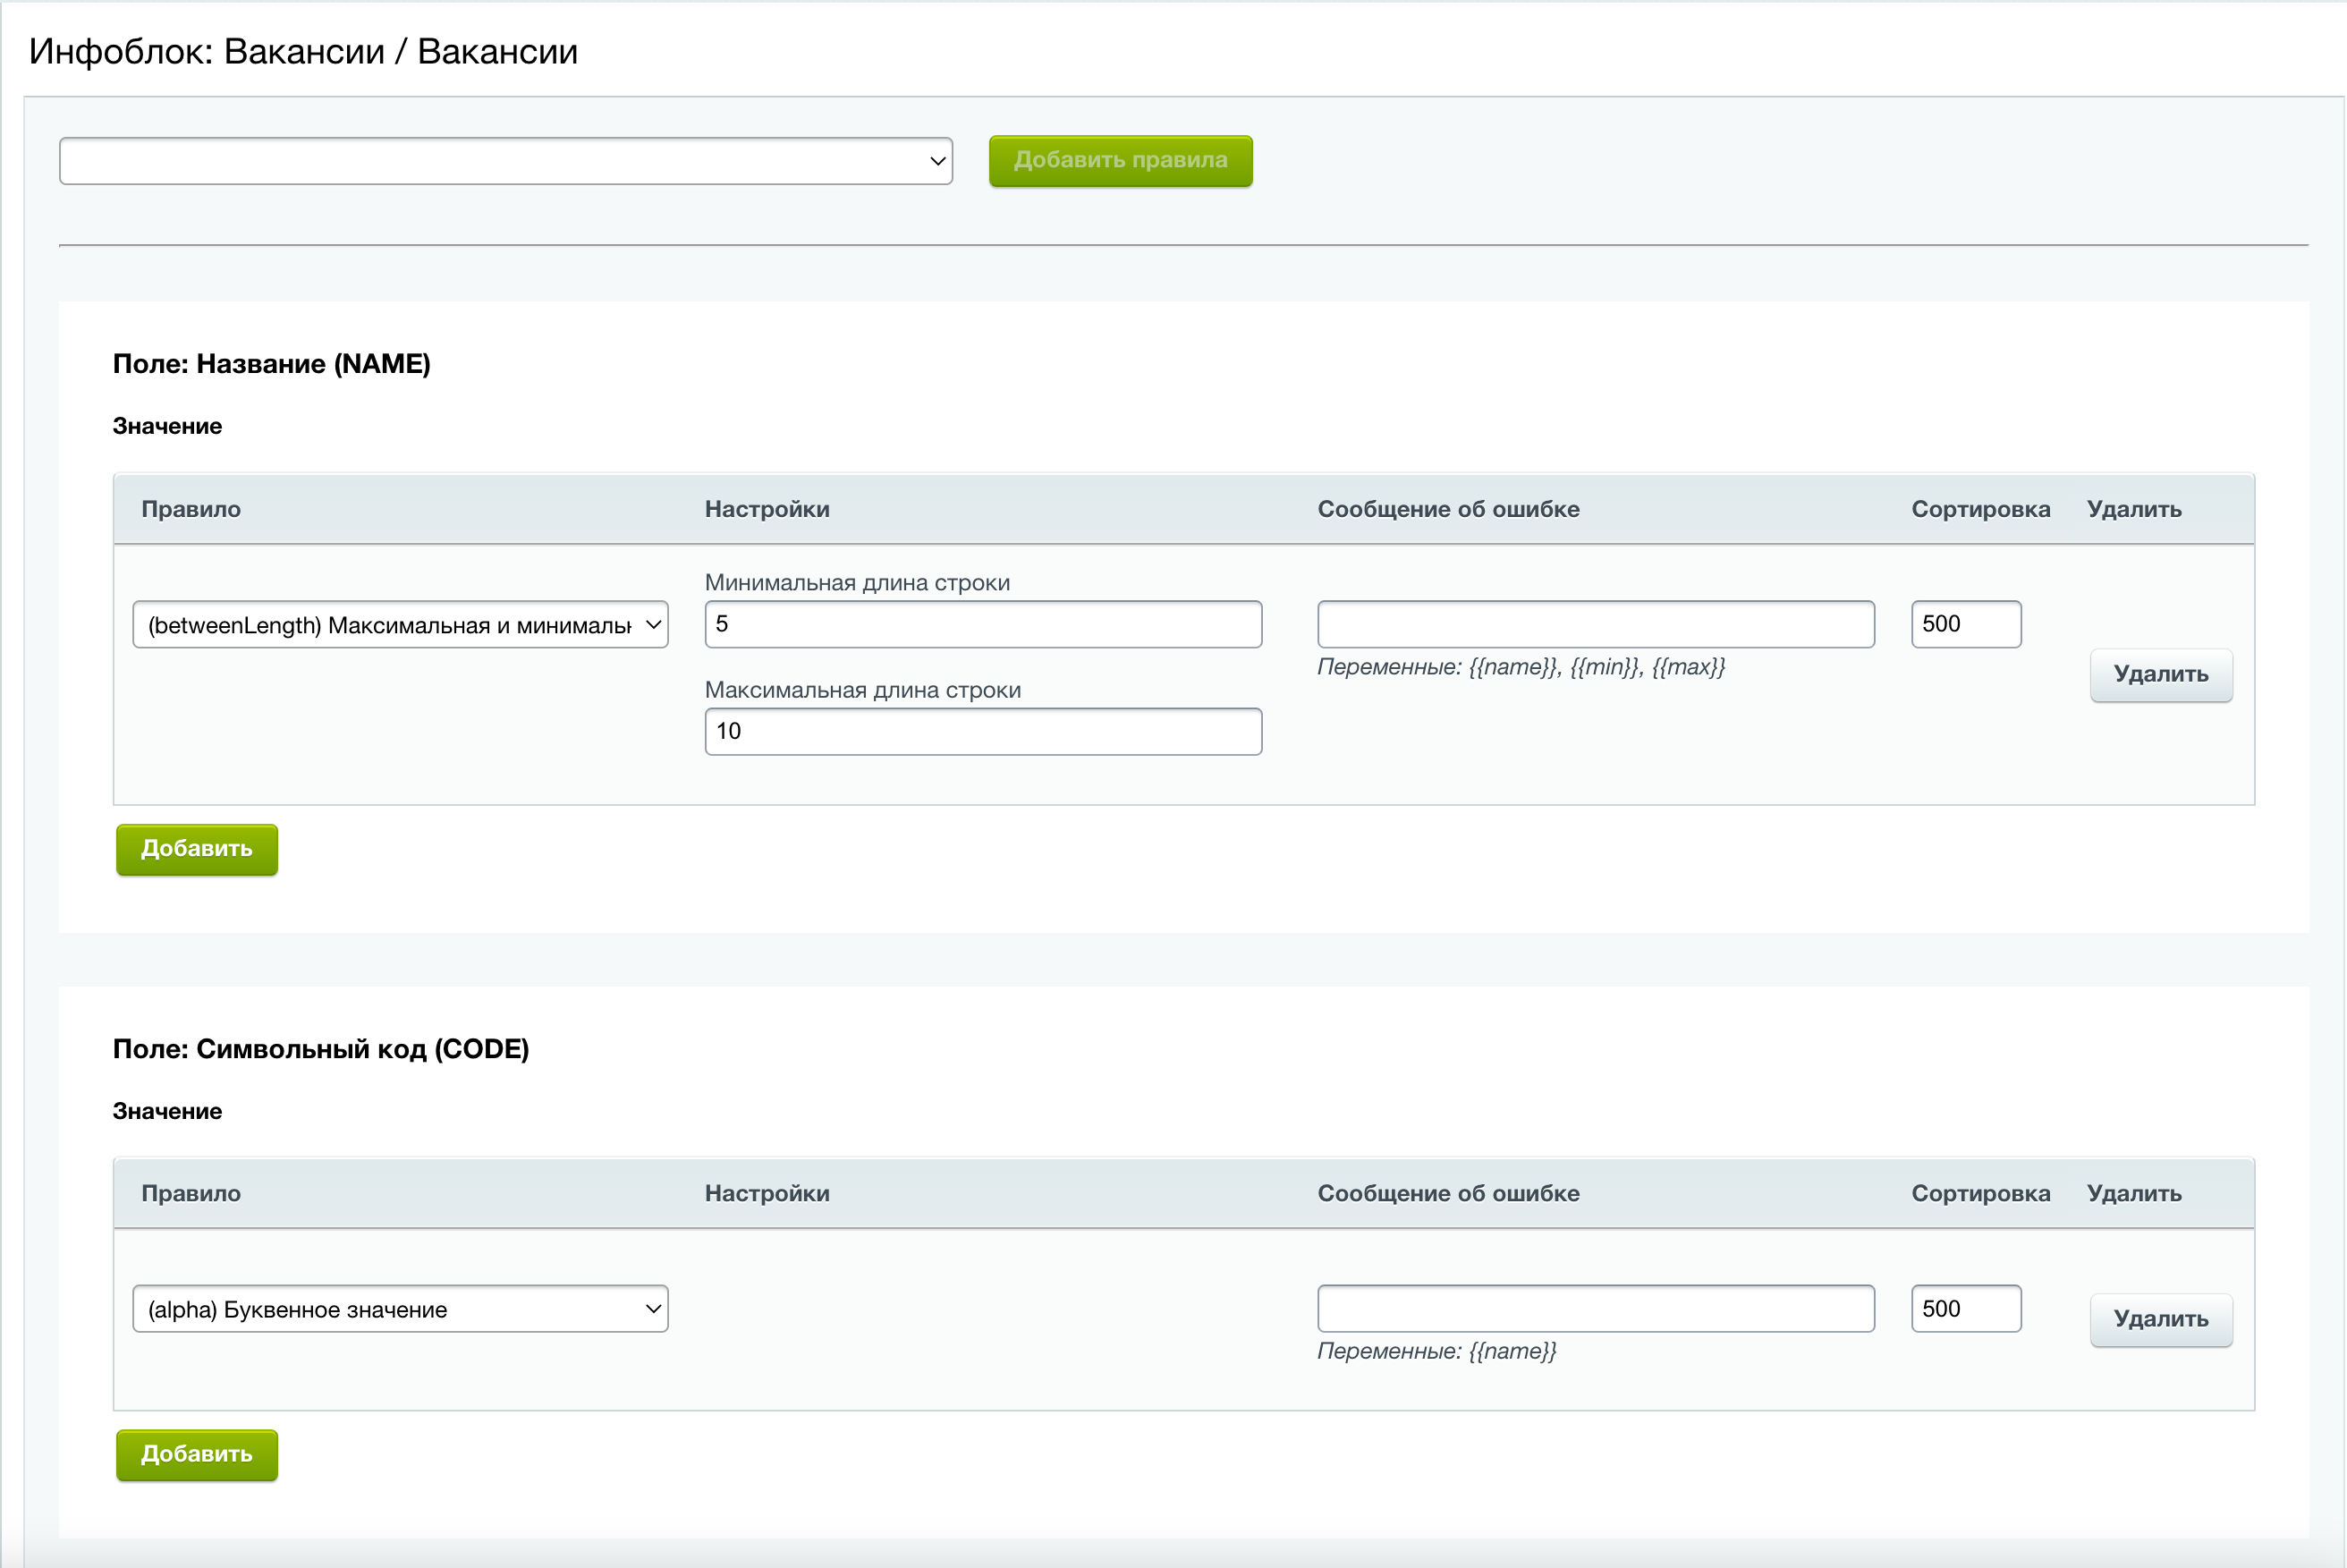 Инфоблок: Вакансии / Вакансии
Добавить правила
Поле: Название (NAME)
Значение
Правило Настройки Сообщение об ошибке Сортировка Удалить
Минимальная длина строки
(betweenLength) Максимальная и минимальн 5 500
Переменные: {{name}}, {{min}}, {{max}}
Удалить
Максимальная длина строки
10
Добавить
Поле: Символьный код (CODE)
Значение
Правило Настройки Сообщение об ошибке Сортировка Удалить
(alpha) Буквенное значение 500 Удалить
Переменные: {{name}}
Добавить